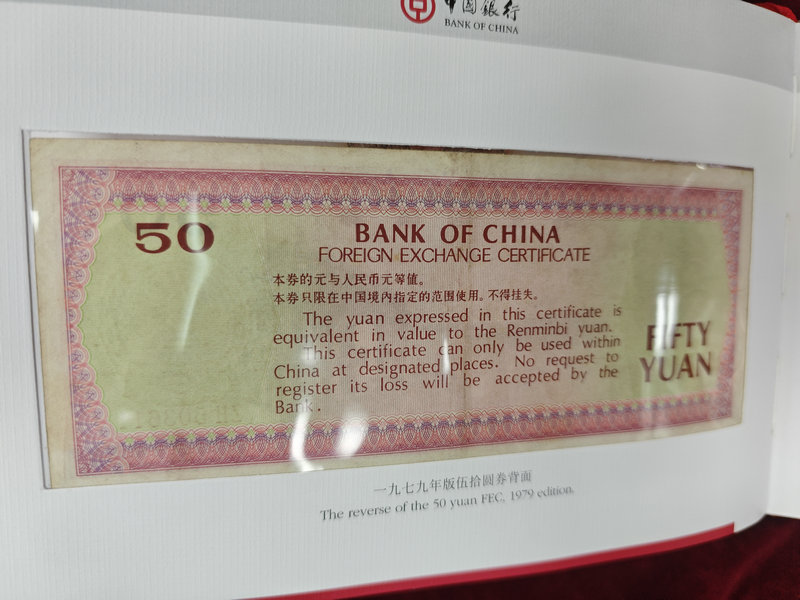 中国银行
BANK OF CHINA
50
BANK OF CHINA
FOREIGN EXCHANGE CERTIFICATE
本券的元与人民币元等值。
本券只限在中国境内指定的范围使用。不得挂失。
The yuan expressed in this certificate is
equivalent in value to the Renminbi yuan.
This certificate can only be used within
China at designated places. No request to
register its loss will be accepted by the
Bank.
FIFTY
YUAN
一九七九年版伍拾圆券背面
The reverse of the 50 yuan FEC, 1979 edition.